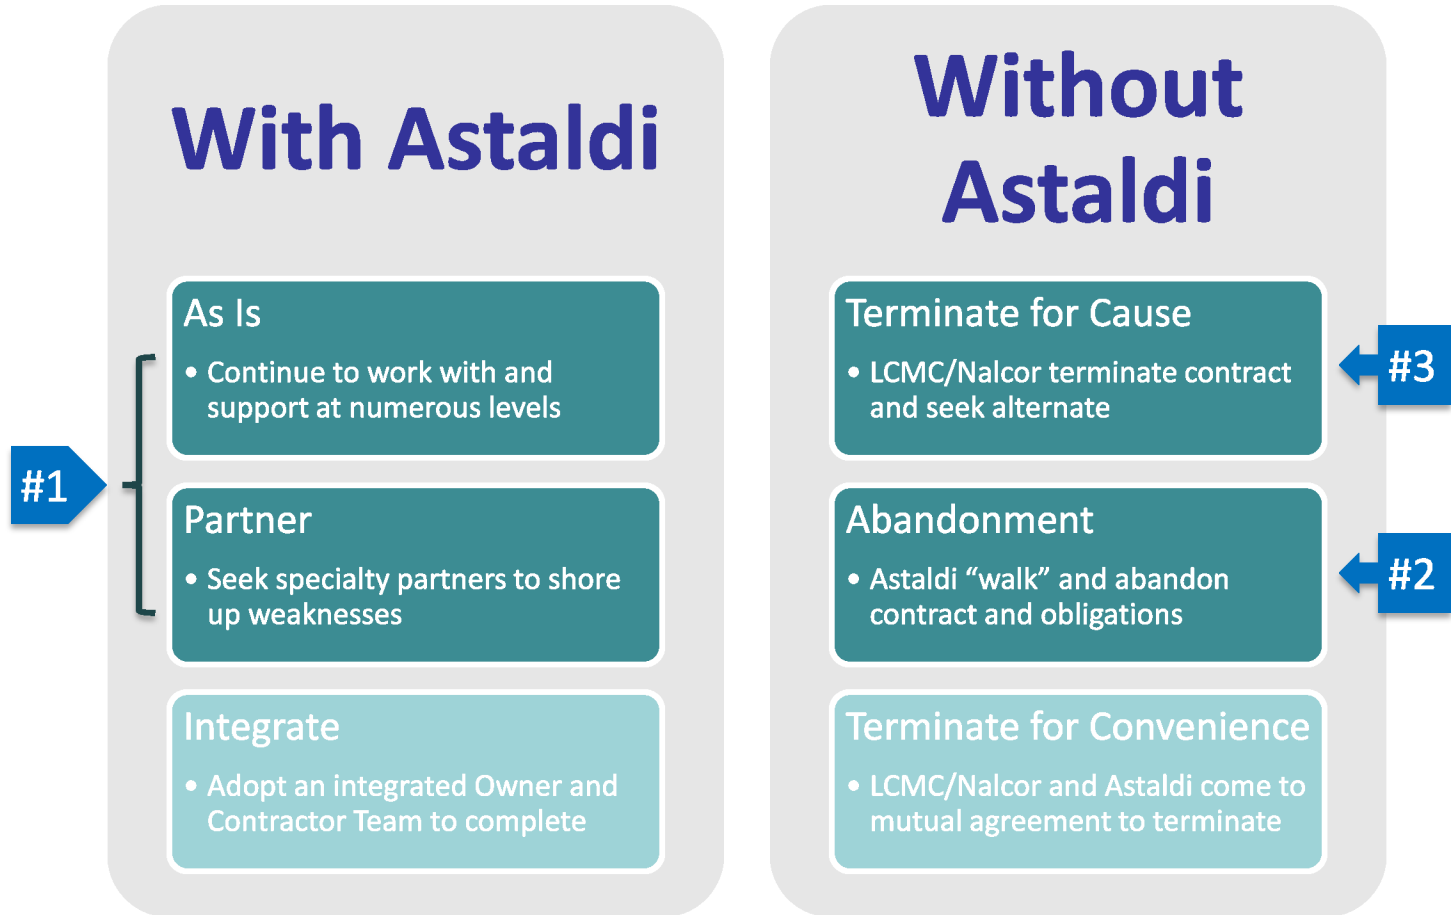 With Astaldi
As Is
• Continue to work with and
support at numerous levels
#1
Partner
• Seek specialty partners to shore
up weaknesses
Integrate
• Adopt an integrated Owner and
Contractor Team to complete
Without
Astaldi
Terminate for Cause
• LCMC/Nalcor terminate contract
and seek alternate
#3
Abandonment
• Astaldi “walk” and abandon
contract and obligations
#2
Terminate for Convenience
• LCMC/Nalcor and Astaldi come to
mutual agreement to terminate